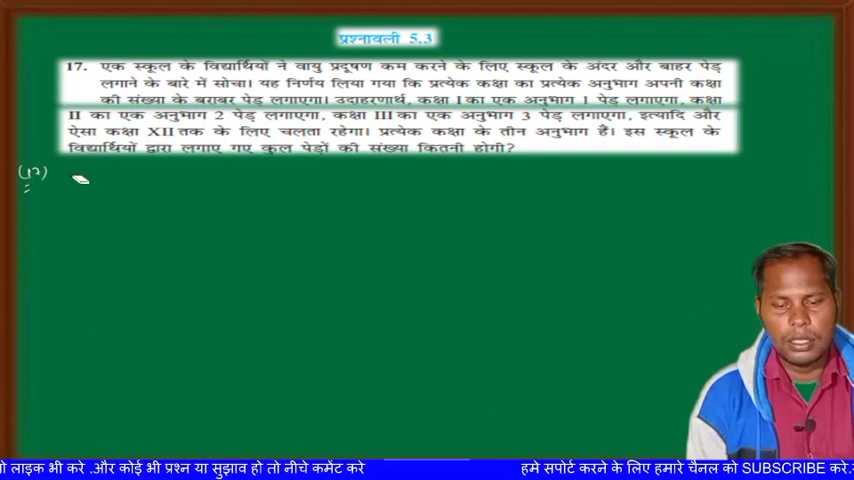 प्रश्नावली 5.3
17. एक स्कूल के विद्यार्थियों ने वायु प्रदूषण कम करने के लिए स्कूल के अंदर और बाहर पेड़
लगाने के बारे में सोचा। यह निर्णय लिया गया कि प्रत्येक कक्षा का प्रत्येक अनुभाग अपनी कक्षा
की संख्या के बराबर पेड़ लगाएगा। उदाहरणार्थ, कक्षा I का एक अनुभाग 1 पेड़ लगाएगा, कक्षा
II का एक अनुभाग 2 पेड़ लगाएगा, कक्षा III का एक अनुभाग 3 पेड़ लगाएगा, इत्यादि और
ऐसा कक्षा XII तक के लिए चलता रहेगा। प्रत्येक कक्षा के तीन अनुभाग हैं। इस स्कूल के
विद्यार्थियों द्वारा लगाए गए कुल पेड़ों की संख्या कितनी होगी?
(17)
लाइक भी करे .और कोई भी प्रश्न या सुझाव हो तो नीचे कमेंट करे हमे सपोर्ट करने के लिए हमारे चैनल को SUBSCRIBE करे.